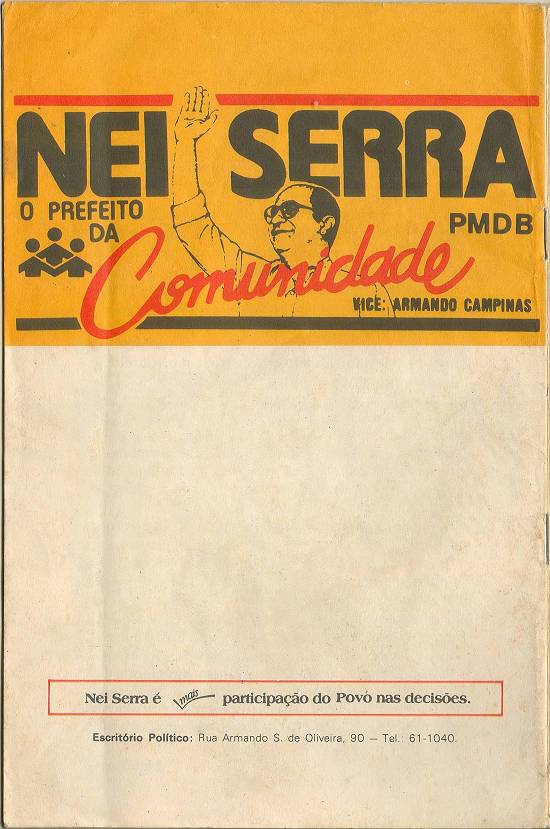 NEI SERRA
O PREFEITO
DA
Comunidade
PMDB
VICE: ARMANDO CAMPINAS
Nei Serra é mais participação do Povo nas decisões.
Escritório Político: Rua Armando S. de Oliveira, 90 — Tel.: 61-1040.